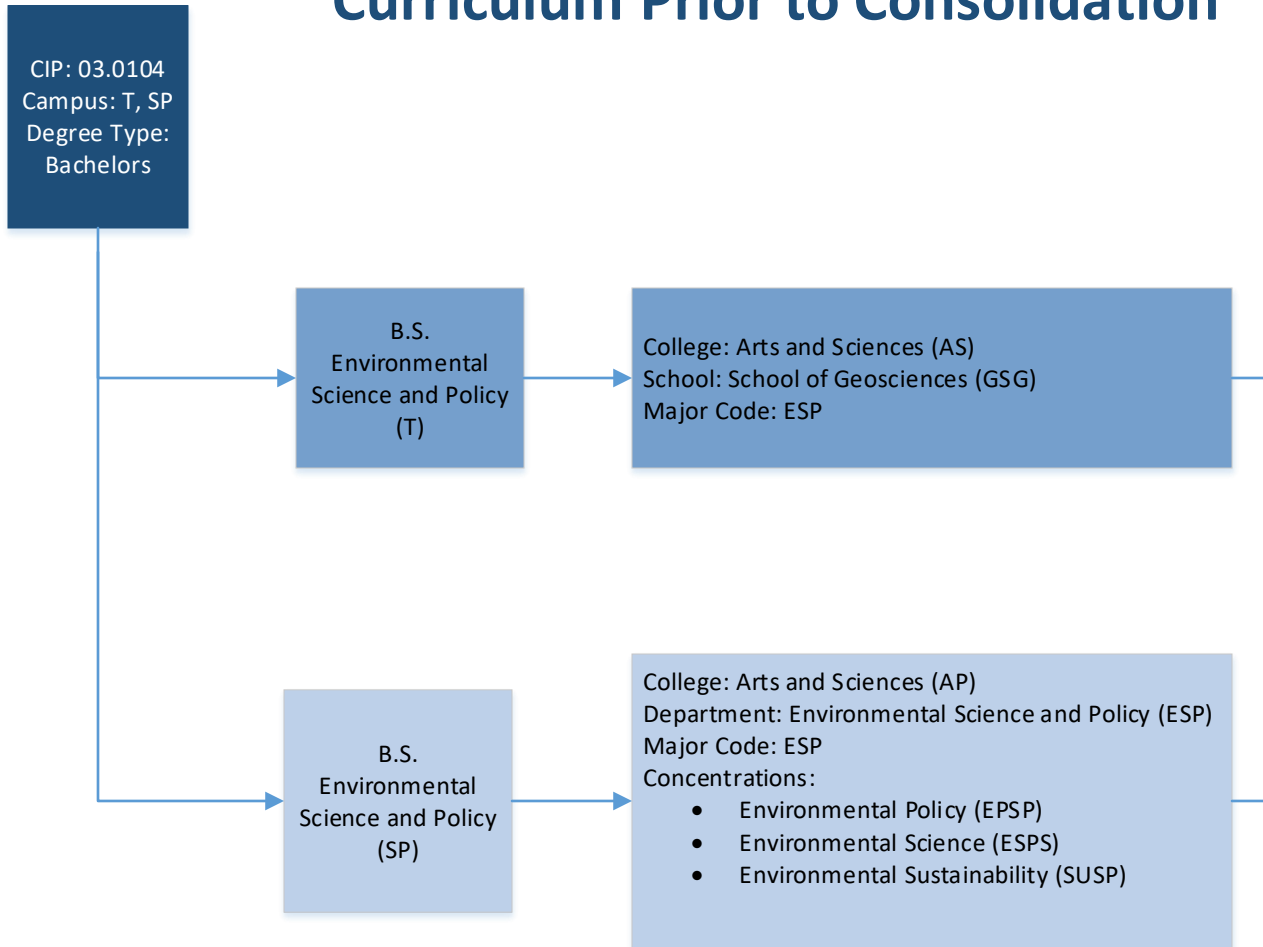 Curriculum Prior to Consolidation
CIP: 03.0104
Campus: T, SP
Degree Type:
Bachelors
B.S.
Environmental
Science and Policy
(T)
College: Arts and Sciences (AS)
School: School of Geosciences (GSG)
Major Code: ESP
B.S.
Environmental
Science and Policy
(SP)
College: Arts and Sciences (AP)
Department: Environmental Science and Policy (ESP)
Major Code: ESP
Concentrations:
• Environmental Policy (EPSP)
• Environmental Science (ESPS)
• Environmental Sustainability (SUSP)